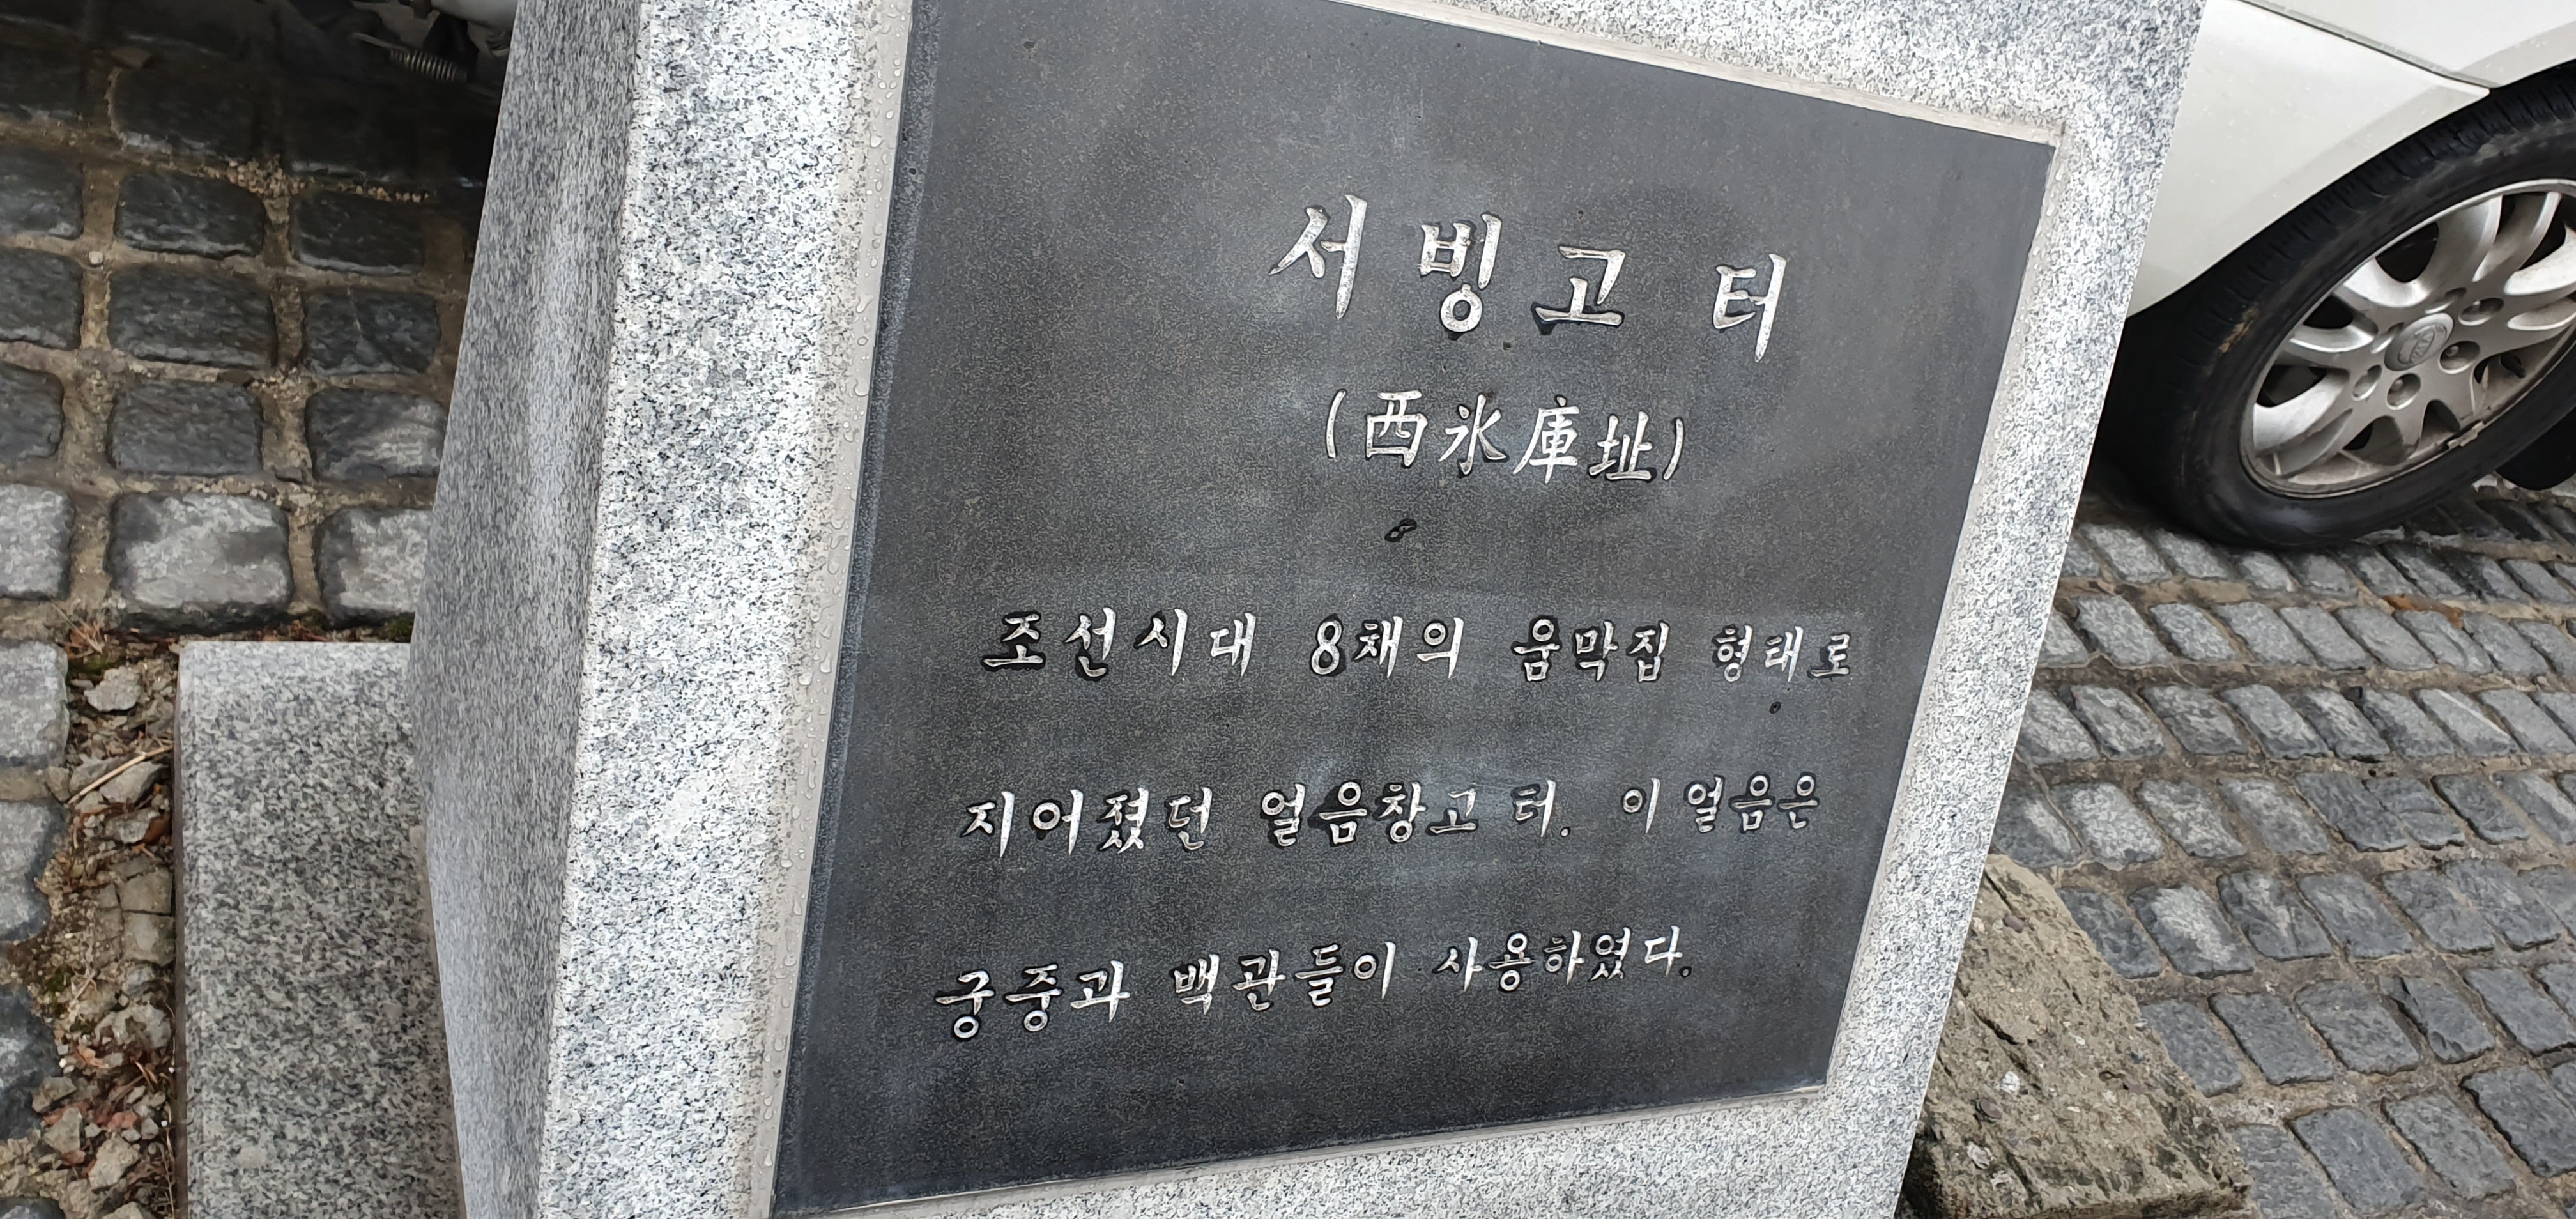 서빙고 터
(西氷庫址)
조선시대 8채의 움막집 형태로
지어졌던 얼음창고 터. 이 얼음은
궁중과 백관들이 사용하였다.